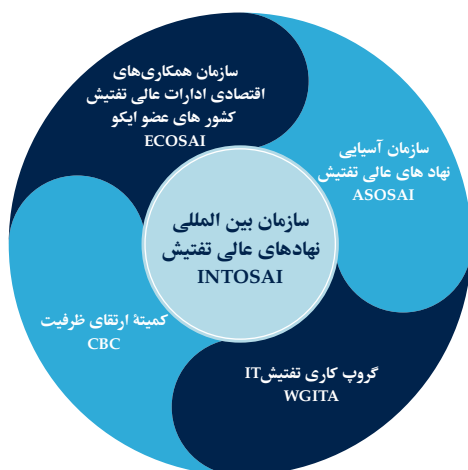 سازمان همکاری‌های
اقتصادی ادارات عالی تفتیش
کشور های عضو ایکو
ECOSAI
سازمان آسیایی
نهاد های عالی تفتیش
ASOSAI
سازمان بین المللی
نهادهای عالی تفتیش
INTOSAI
کمیتهٔ ارتقای ظرفیت
CBC
گروپ کاری تفتیشIT
WGITA